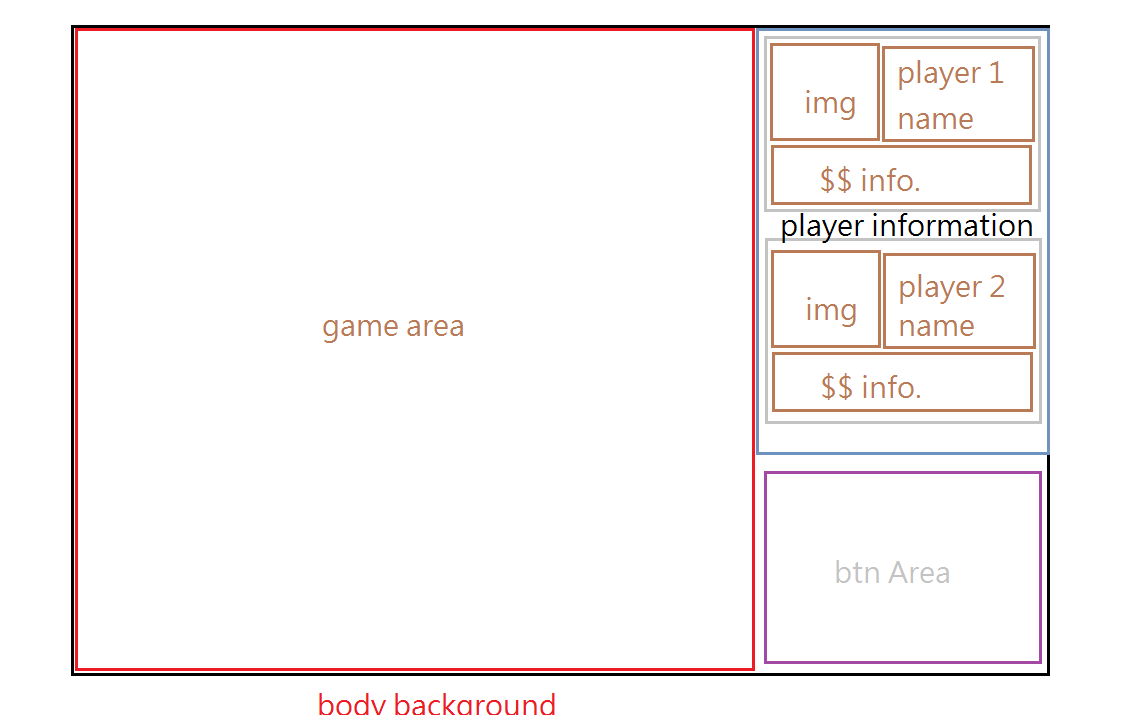 game area
img
player 1
name
$$ info.
player information
img
player 2
name
$$ info.
btn Area
body background